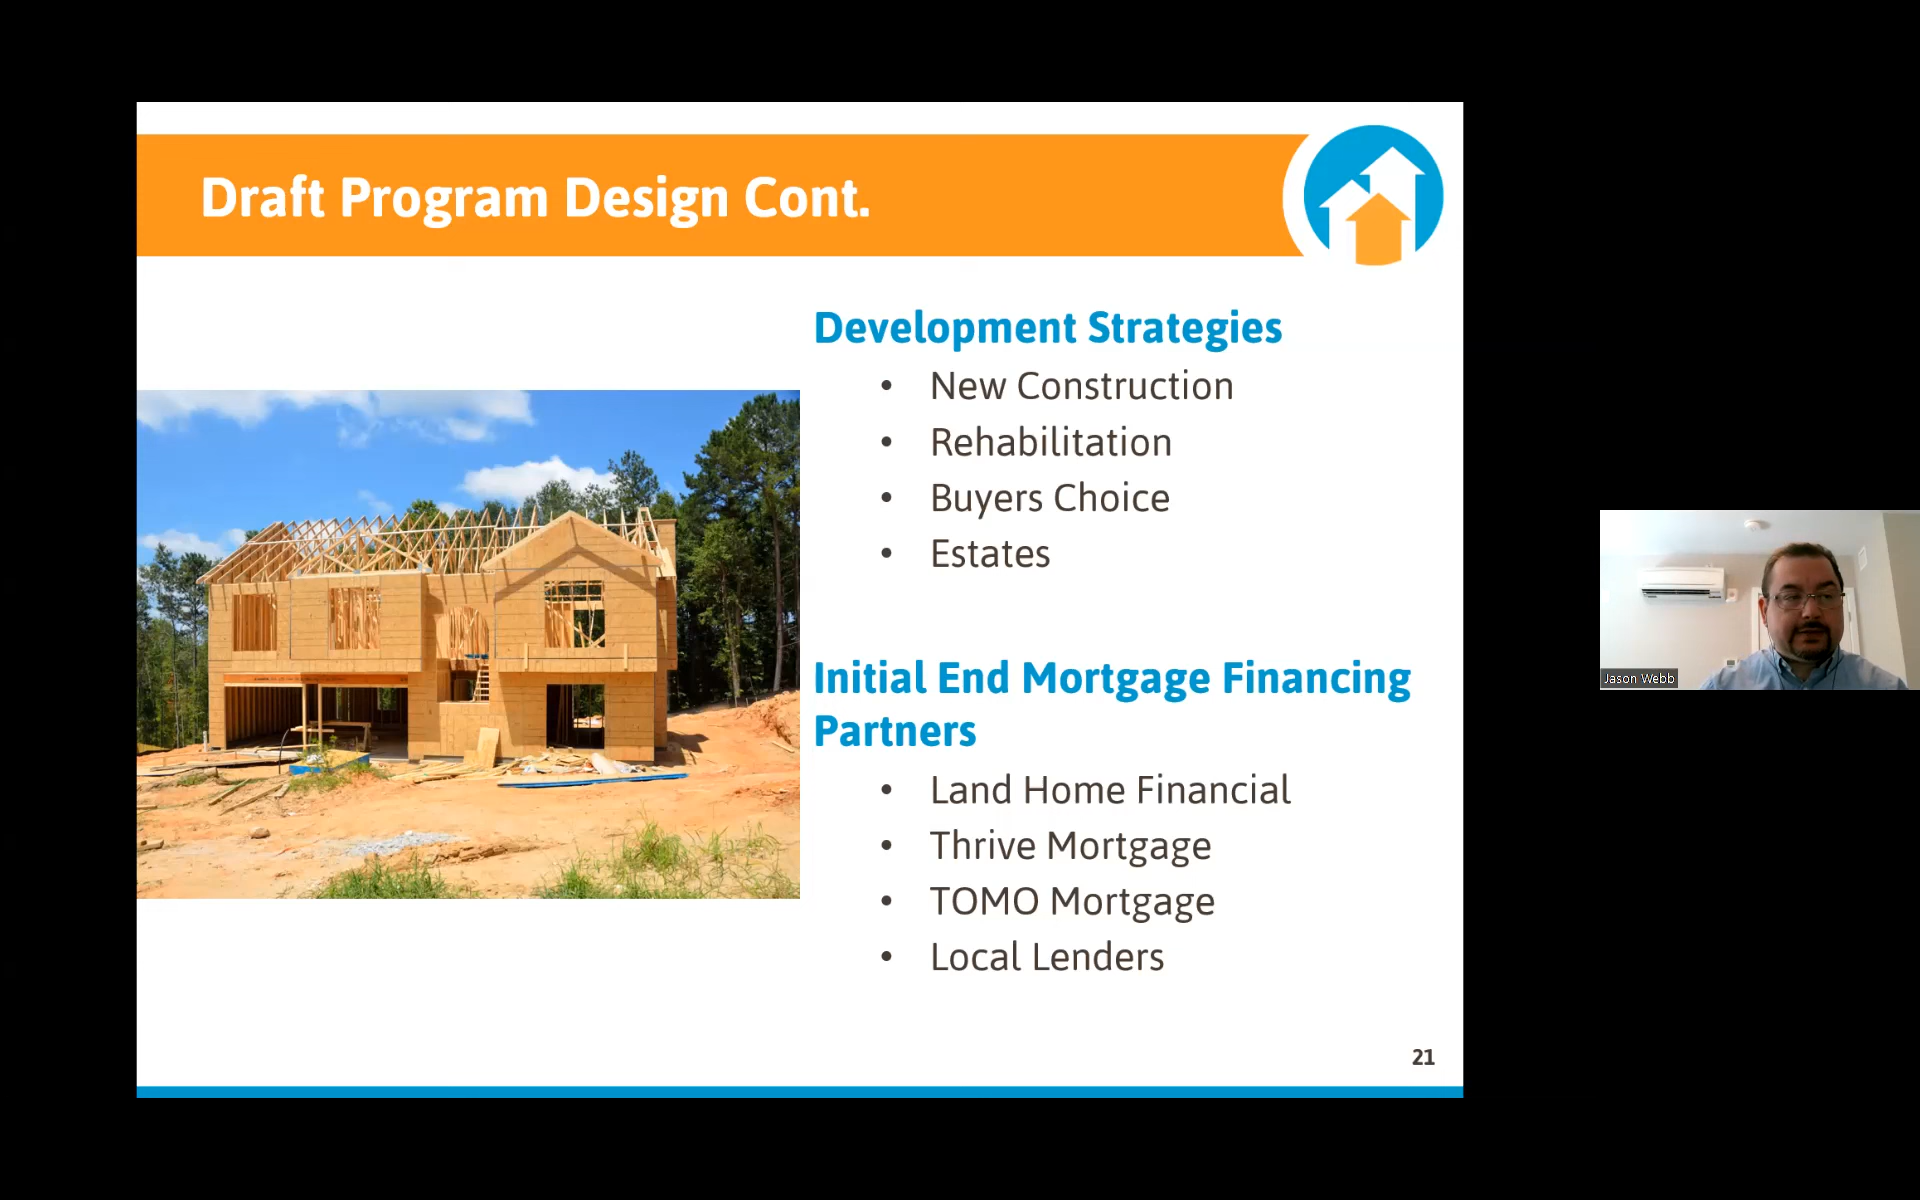 Draft Program Design Cont.
Development Strategies
• New Construction
• Rehabilitation
• Buyers Choice
• Estates
Initial End Mortgage Financing
Partners
• Land Home Financial
• Thrive Mortgage
• TOMO Mortgage
• Local Lenders
21
Jason Webb